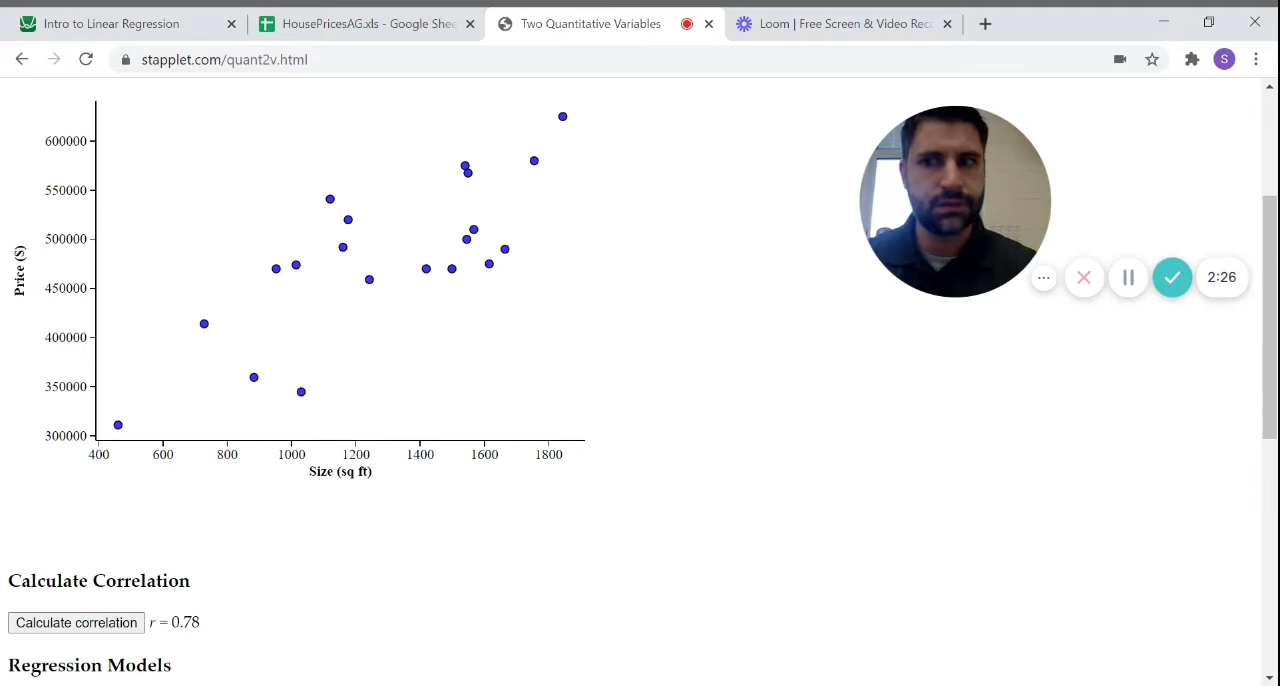 Intro to Linear Regression
HousePricesAG.xls - Google Shee
Two Quantitative Variables
Loom | Free Screen & Video Reco
stapplet.com/quant2v.html
S
600000
550000
500000
450000
400000
350000
300000
Price ($)
400 600 800 1000 1200 1400 1600 1800
Size (sq ft)
2:26
Calculate Correlation
Calculate correlation r = 0.78
Regression Models